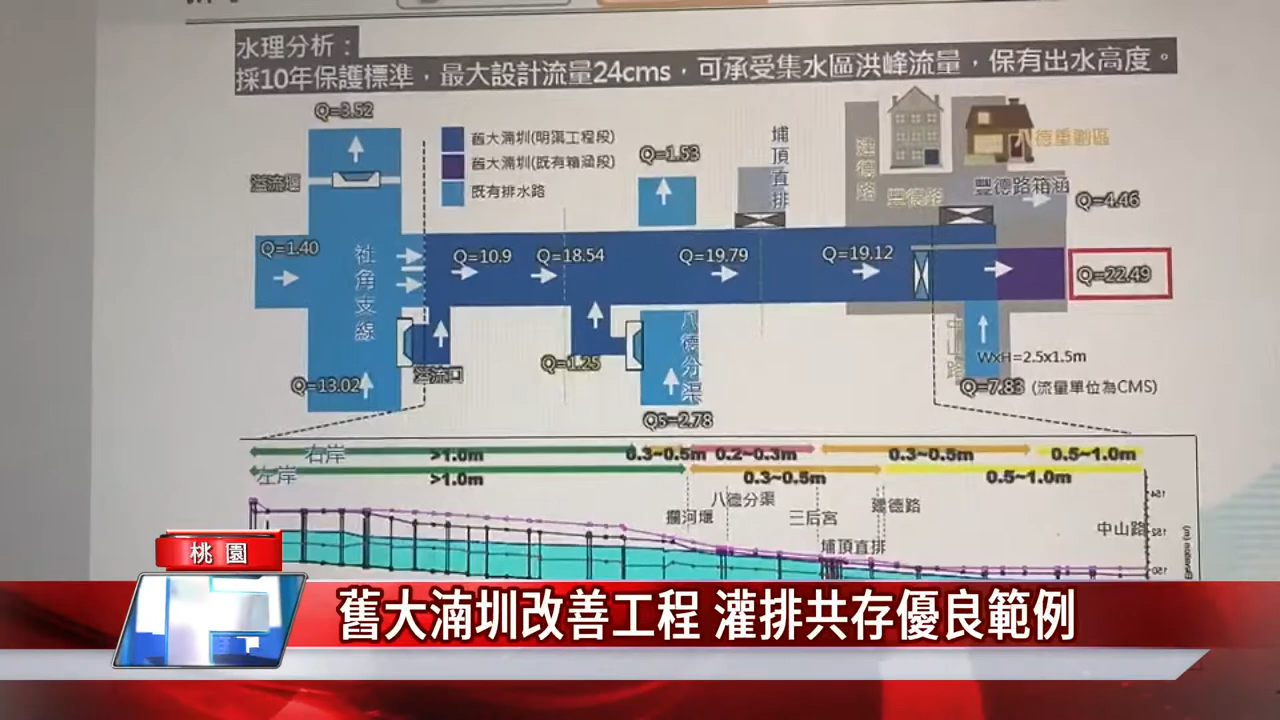 水理分析：
採10年保護標準，最大設計流量24cms，可承受集水區洪峰流量，保有出水高度。
Q=3.52
舊大湳圳(明渠工程段)
舊大湳圳(既有箱涵段)
既有排水路
Q=1.53
埔頂直排
建德路
八德重劃區
豐德路
豐德路箱涵
溢流堰
Q=4.46
Q=1.40
社角支線
Q=10.9
Q=18.54
Q=19.79
Q=19.12
Q=22.49
Q=13.02
溢流口
Q=1.25
八德分渠
Q5=2.78
中山路
WxH=2.5x1.5m
Q=7.83 (流量單位為CMS)
右岸
>1.0m
0.3~0.5m
0.2~0.3m
0.3~0.5m
0.5~1.0m
左岸
>1.0m
0.3~0.5m
0.5~1.0m
攔河堰
八德分渠
三后宮
埔頂直排
建德路
中山路
154
152
150
Elevation (m)
桃園
舊大湳圳改善工程 灌排共存優良範例